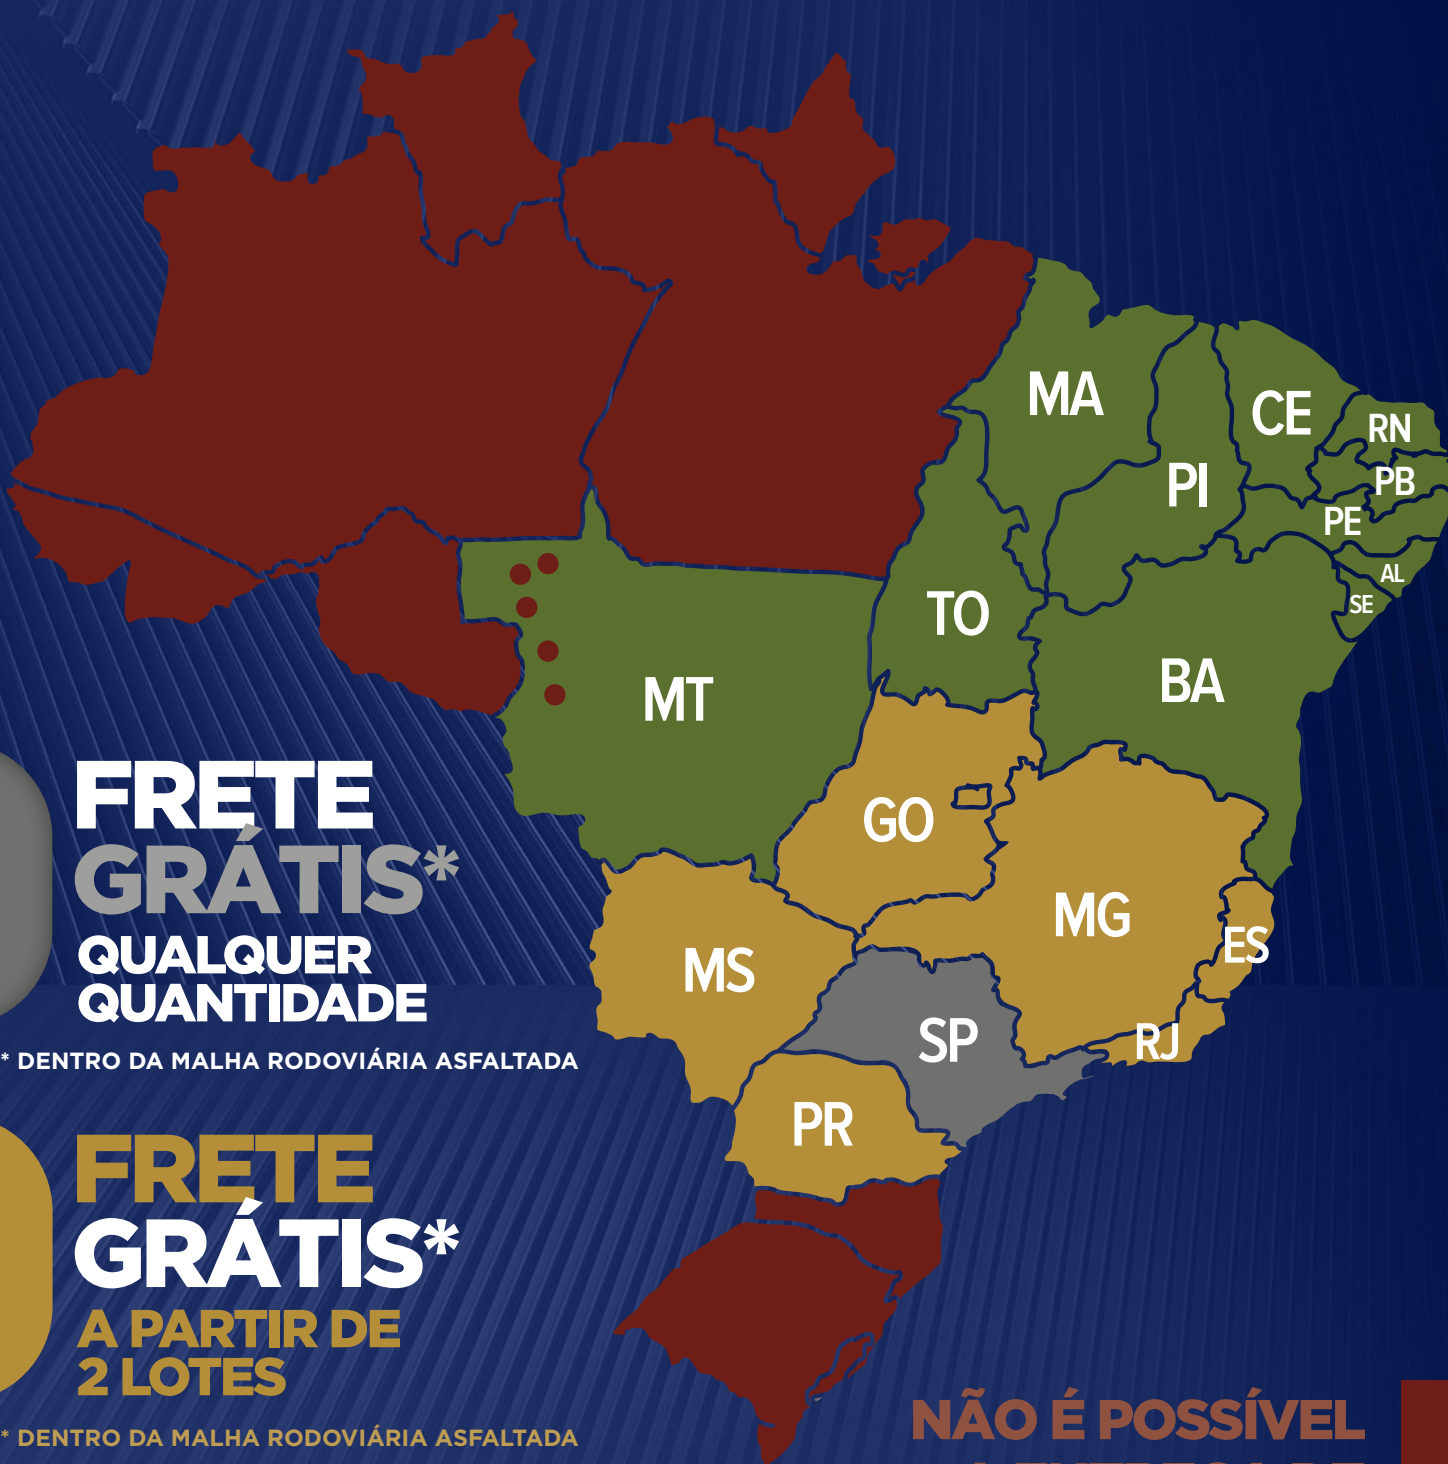 MA
CE
RN
PI
PB
PE
AL
SE
TO
BA
MT
GO
MG
ES
MS
SP
RJ
PR
FRETE
GRÁTIS*
QUALQUER
QUANTIDADE
* DENTRO DA MALHA RODOVIÁRIA ASFALTADA
FRETE
GRÁTIS*
A PARTIR DE
2 LOTES
* DENTRO DA MALHA RODOVIÁRIA ASFALTADA
NÃO É POSSÍVEL